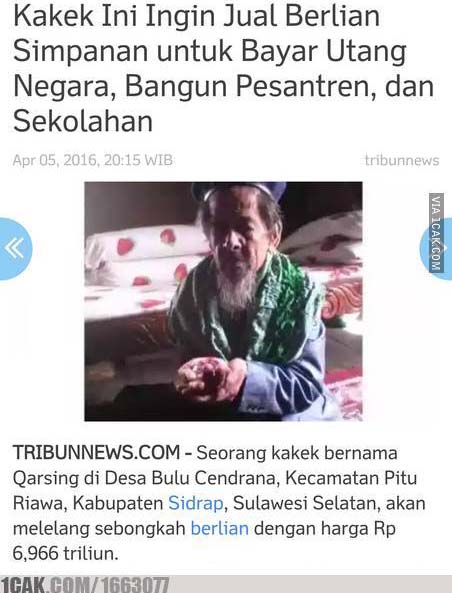 Kakek Ini Ingin Jual Berlian
Simpanan untuk Bayar Utang
Negara, Bangun Pesantren, dan
Sekolahan
Apr 05, 2016, 20:15 WIB tribunnews
VIA 1CAK.COM
TRIBUNNEWS.COM - Seorang kakek bernama
Qarsing di Desa Bulu Cendrana, Kecamatan Pitu
Riawa, Kabupaten Sidrap, Sulawesi Selatan, akan
melelang sebongkah berlian dengan harga Rp
6,966 triliun.
1CAK.COM/1663077